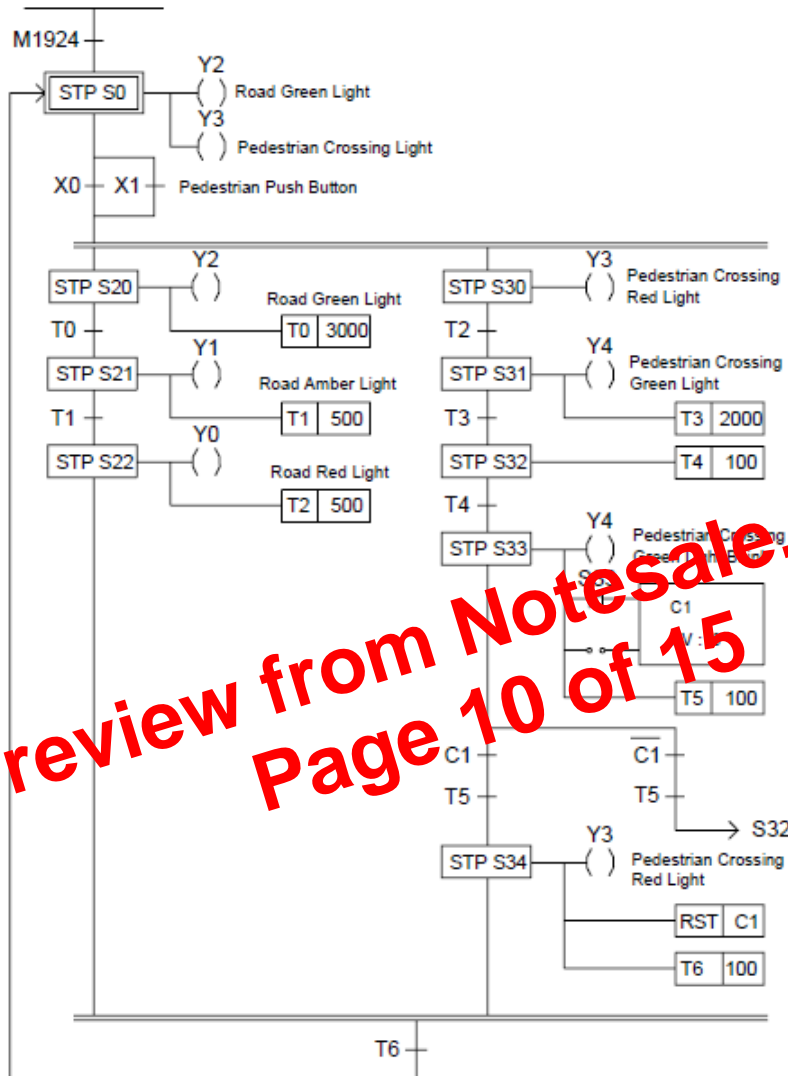 M1924
STP S0
Y2
Road Green Light
Y3
Pedestrian Crossing Light
X0
X1
Pedestrian Push Button
STP S20
Y2
Road Green Light
T0 3000
T0
STP S21
Y1
Road Amber Light
T1 500
T1
STP S22
Y0
Road Red Light
T2 500
STP S30
Y3
Pedestrian Crossing
Red Light
T2
STP S31
Y4
Pedestrian Crossing
Green Light
T3 2000
T3
STP S32
T4 100
T4
STP S33
Y4
Pedestrian Crossing
Green Light
C1
T5 100
C1
T5
C1
T5
S32
STP S34
Y3
Pedestrian Crossing
Red Light
RST C1
T6 100
T6
review from Notesale.
Page 10 of 15